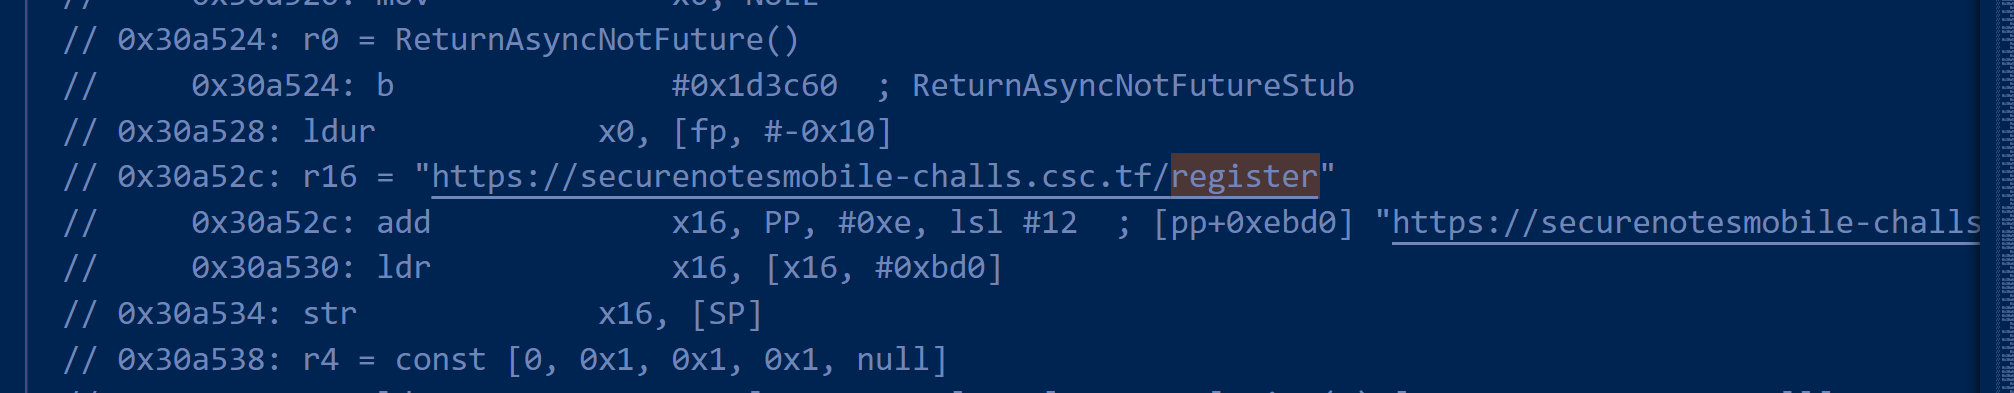 // 0x30a524: r0 = ReturnAsyncNotFuture()
//     0x30a524: b               #0x1d3c60  ; ReturnAsyncNotFutureStub
// 0x30a528: ldur            x0, [fp, #-0x10]
// 0x30a52c: r16 = "https://securenotesmobile-challs.csc.tf/register"
//     0x30a52c: add             x16, PP, #0xe, lsl #12  ; [pp+0xebd0] "https://securenotesmobile-challs
//     0x30a530: ldr             x16, [x16, #0xbd0]
// 0x30a534: str             x16, [SP]
// 0x30a538: r4 = const [0, 0x1, 0x1, 0x1, null]